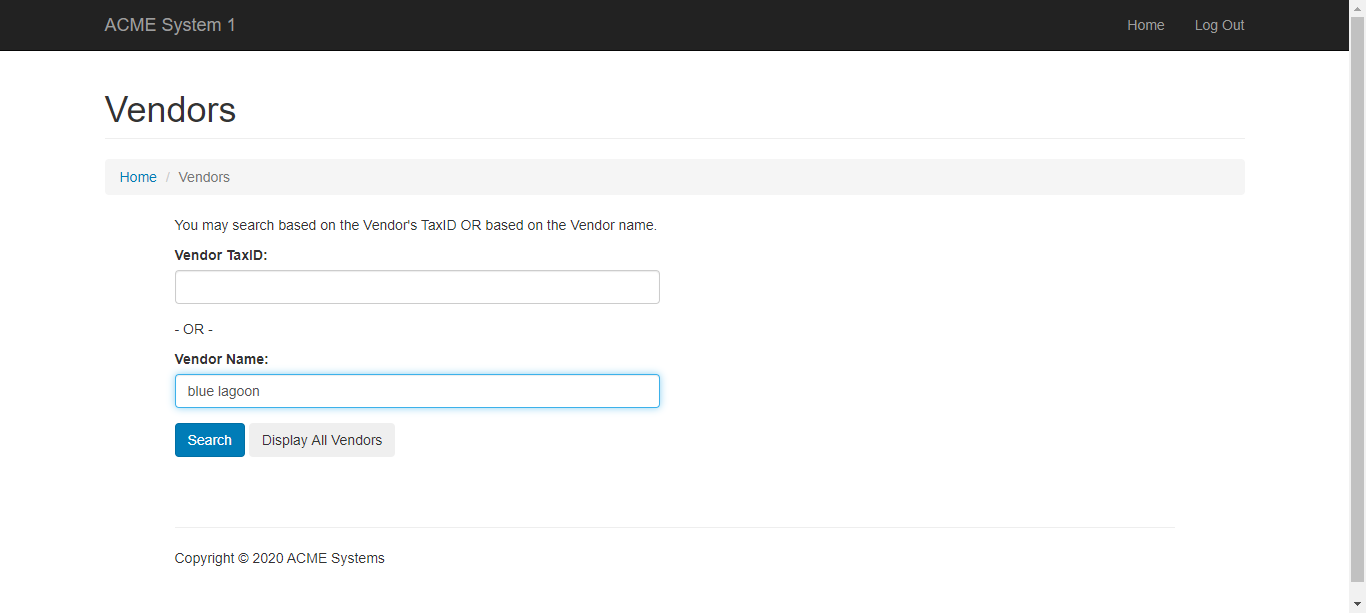 ACME System 1
Home
Log Out
Vendors
Home / Vendors
You may search based on the Vendor's TaxID OR based on the Vendor name.
Vendor TaxID:
- OR -
Vendor Name:
blue lagoon
Search
Display All Vendors
Copyright © 2020 ACME Systems